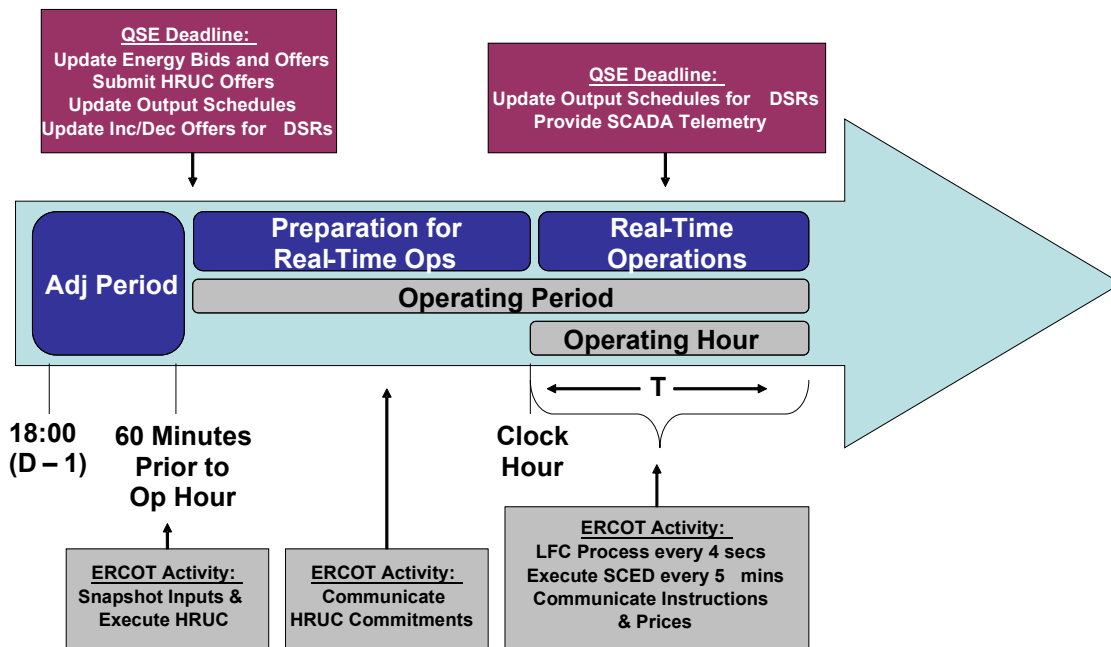 QSE Deadline:
Update Energy Bids and Offers
Submit HRUC Offers
Update Output Schedules
Update Inc/Dec Offers for DSRs
QSE Deadline:
Update Output Schedules for DSRs
Provide SCADA Telemetry
Adj Period
Preparation for
Real-Time Ops
Real-Time
Operations
Operating Period
Operating Hour
T
18:00
(D – 1)
60 Minutes
Prior to
Op Hour
Clock
Hour
ERCOT Activity:
Snapshot Inputs &
Execute HRUC
ERCOT Activity:
Communicate
HRUC Commitments
ERCOT Activity:
LFC Process every 4 secs
Execute SCED every 5 mins
Communicate Instructions
& Prices